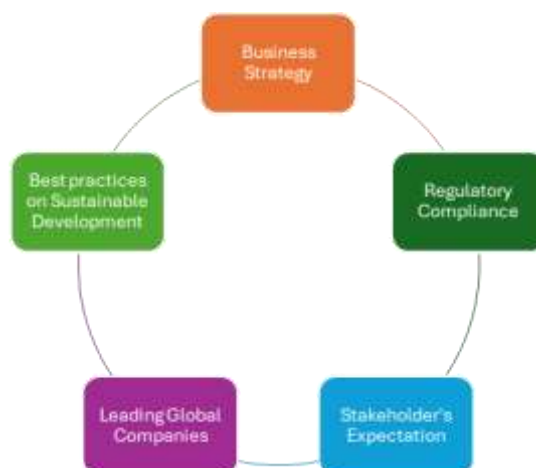 Business
Strategy
Regulatory
Compliance
Stakeholder's
Expectation
Leading Global
Companies
Best practices
on Sustainable
Development